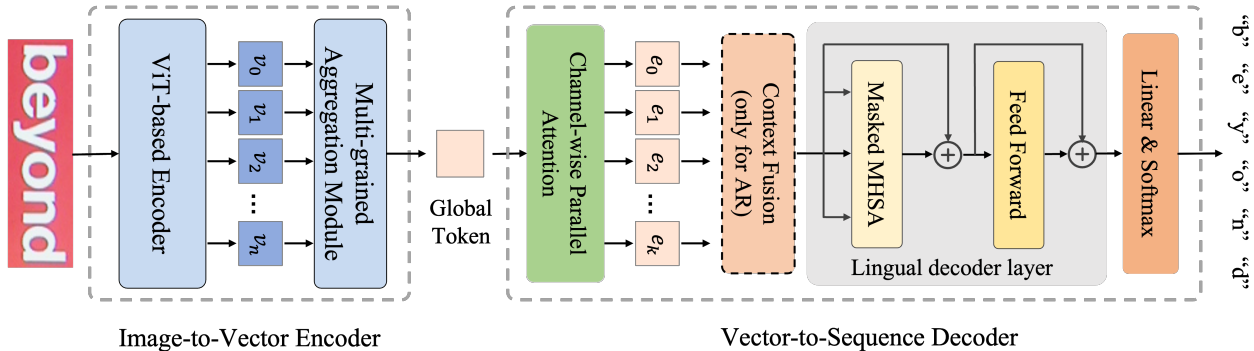 beyond
ViT-based Encoder
v0
v1
v2
...
vn
Multi-grained
Aggregation Module
Image-to-Vector Encoder
Global
Token
Channel-wise Parallel
Attention
e0
e1
e2
...
ek
Context Fusion
(only for AR)
Masked MHSA
+
Feed Forward
+
Lingual decoder layer
Linear & Softmax
Vector-to-Sequence Decoder
“b”
“e”
“y”
“o”
“n”
“d”